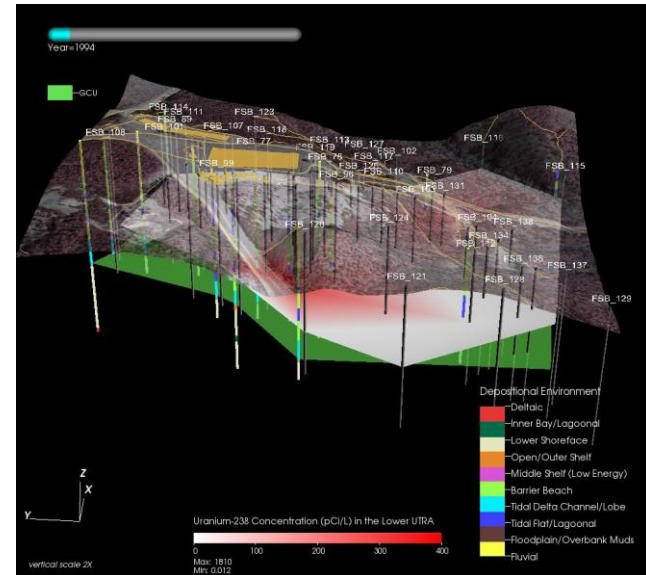 Year=1994
GCU
FSB_114
FSB_111
FSB_123
FSB_89
FSB_108
FSB_101
FSB_107
FSB_118
FSB_77
FSB_113
FSB_127
FSB_119
FSB_102
FSB_78
FSB_117
FSB_99
FSB_126
FSB_110
FSB_96
FSB_79
FSB_115
FSB_131
FSB_120
FSB_124
FSB_104
FSB_138
FSB_134
FSB_112
FSB_121
FSB_136
FSB_137
FSB_128
FSB_129
Depositional Environment
Deltaic
Inner Bay/Lagoonal
Lower Shoreface
Open/Outer Shelf
Middle Shelf (Low Energy)
Barrier Beach
Tidal Delta Channel/Lobe
Tidal Flat/Lagoonal
Floodplain/Overbank Muds
Fluvial
Z
X
Y
Uranium-238 Concentration (pCi/L) in the Lower UTRA
0 100 200 300 400
Max: 1810
Min: 0.012
vertical scale 2X